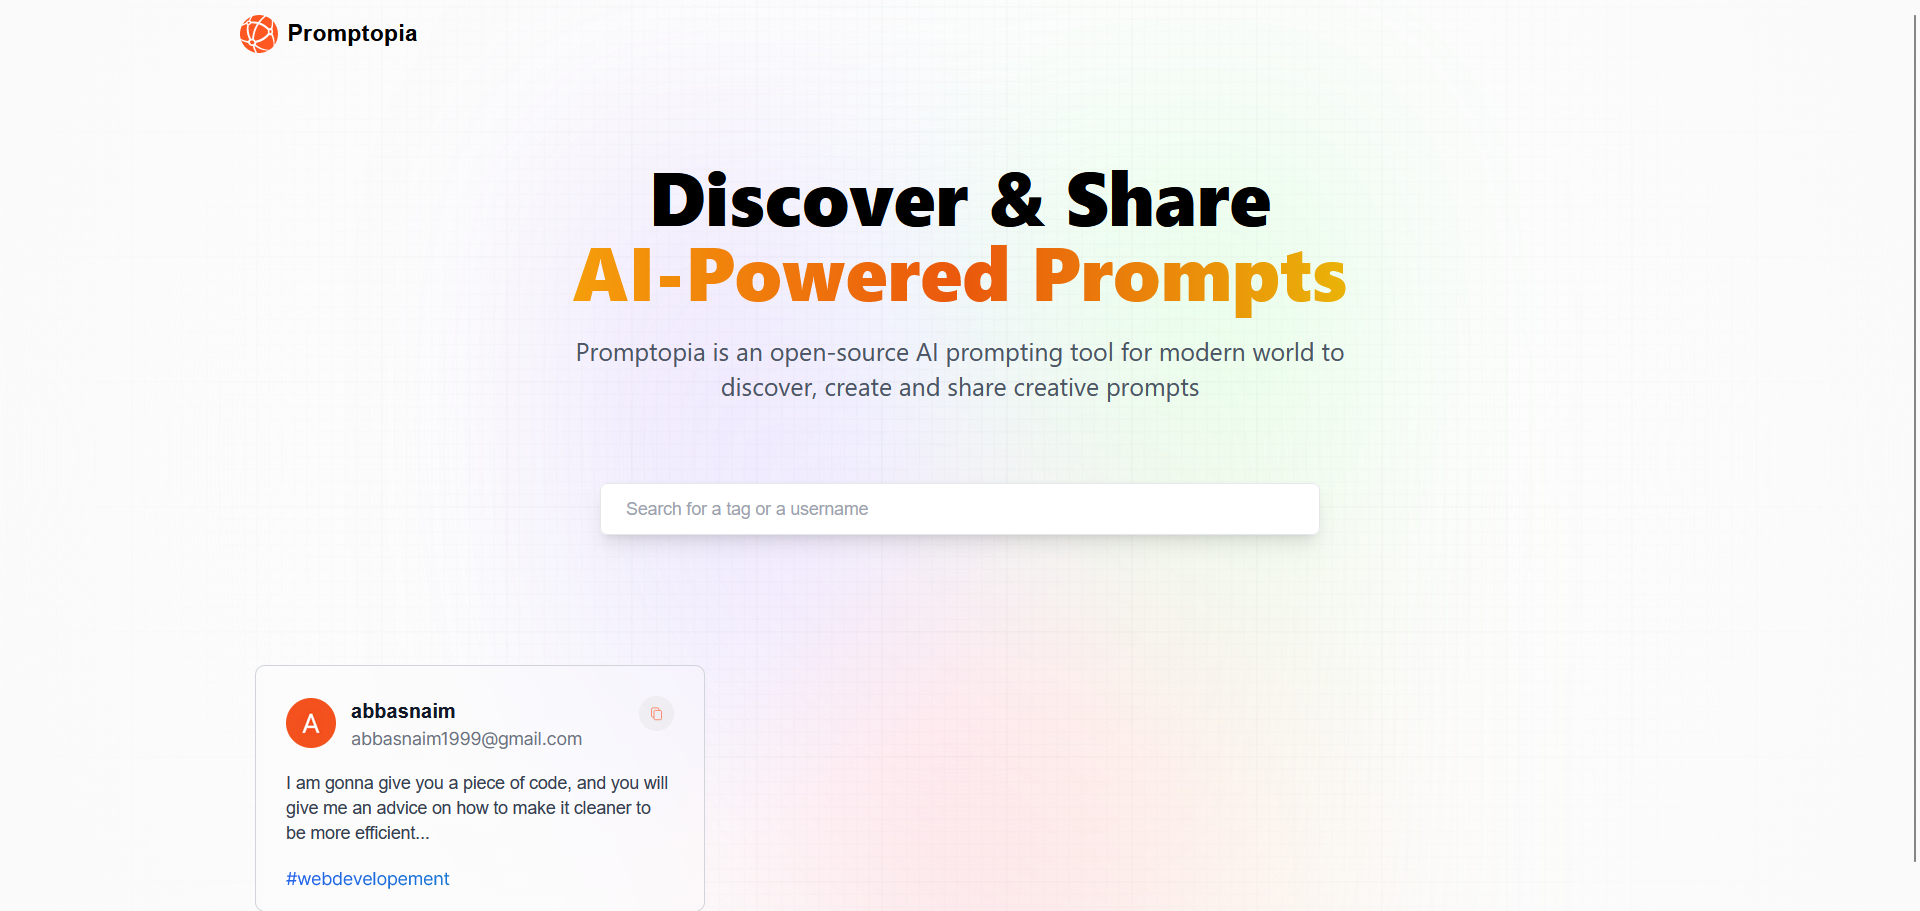 Promptopia
Discover & Share
AI-Powered Prompts
Promptopia is an open-source AI prompting tool for modern world to
discover, create and share creative prompts
Search for a tag or a username
A
abbasnaim
abbasnaim1999@gmail.com
I am gonna give you a piece of code, and you will
give me an advice on how to make it cleaner to
be more efficient...
#webdevelopement